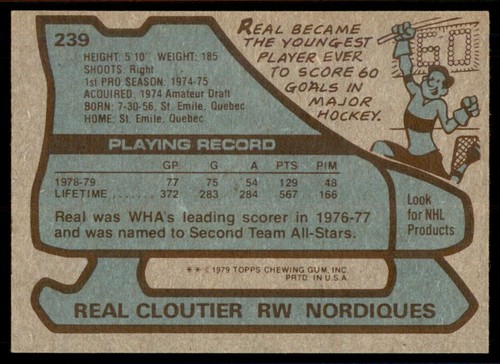 239
HEIGHT: 5'10" WEIGHT: 185
SHOOTS: Right
1st PRO SEASON: 1974-75
ACQUIRED: 1974 Amateur Draft
BORN: 7-30-56, St. Emile, Quebec
HOME: St. Emile, Quebec
REAL BECAME
THE YOUNGEST
PLAYER EVER
TO SCORE 60
GOALS IN
MAJOR
HOCKEY.
60
PLAYING RECORD
GP G A PTS PIM
1978-79 77 75 54 129 48
LIFETIME ........ 372 283 284 567 166
Real was WHA's leading scorer in 1976-77
and was named to Second Team All-Stars.
Look
for NHL
Products
** © 1979 TOPPS CHEWING GUM, INC.
PRTD. IN U.S.A.
REAL CLOUTIER RW NORDIQUES